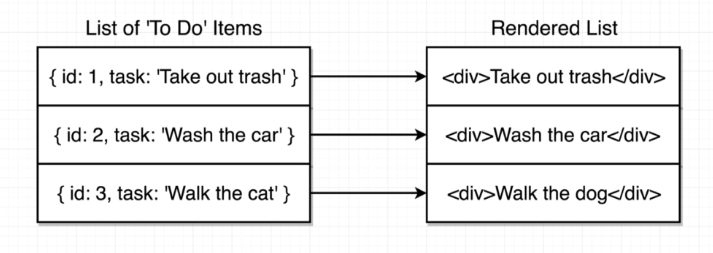 List of 'To Do' Items
Rendered List
{ id: 1, task: 'Take out trash' }
<div>Take out trash</div>
{ id: 2, task: 'Wash the car' }
<div>Wash the car</div>
{ id: 3, task: 'Walk the cat' }
<div>Walk the dog</div>